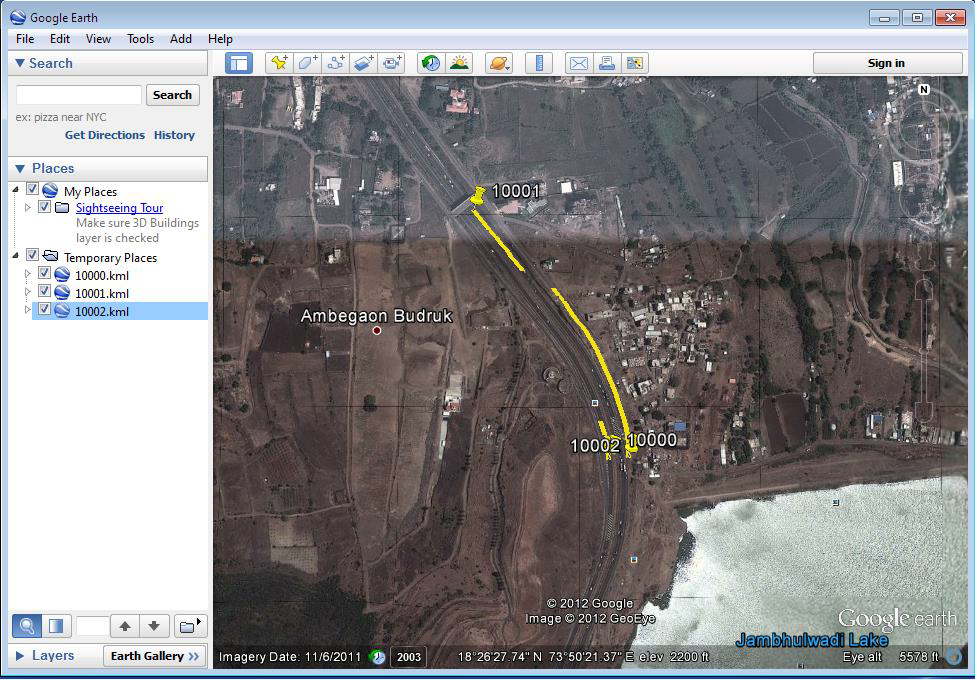 Google Earth
File Edit View Tools Add Help
Search
Search
ex: pizza near NYC
Get Directions History
Places
My Places
Sightseeing Tour
Make sure 3D Buildings
layer is checked
Temporary Places
10000.kml
10001.kml
10002.kml
Layers
Earth Gallery >>
Sign in
N
10001
Ambegaon Budruk
10002
10000
© 2012 Google
Image © 2012 GeoEye
Google earth
Jambhulwadi Lake
Imagery Date: 11/6/2011 2003 18°26'27.74" N 73°50'21.37" E elev 2200 ft Eye alt 5578 ft